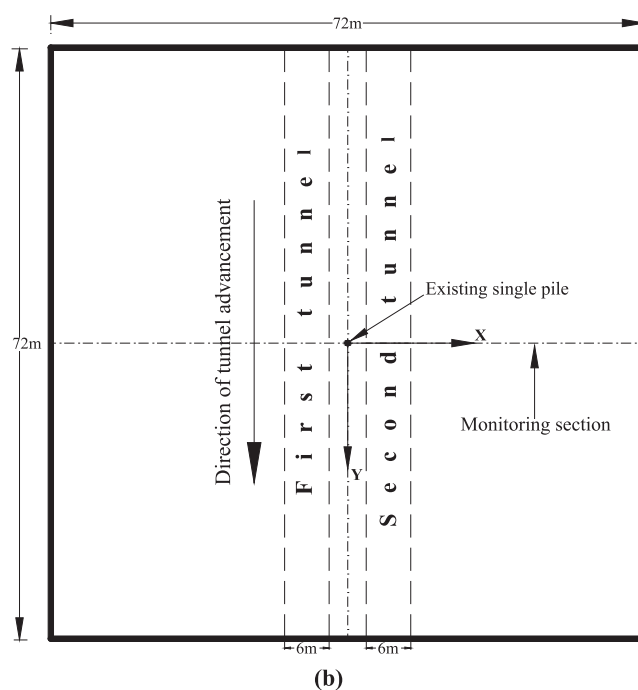 72m
First tunnel
Second tunnel
Direction of tunnel advancement
Existing single pile
X
72m
Monitoring section
Y
6m
6m
(b)